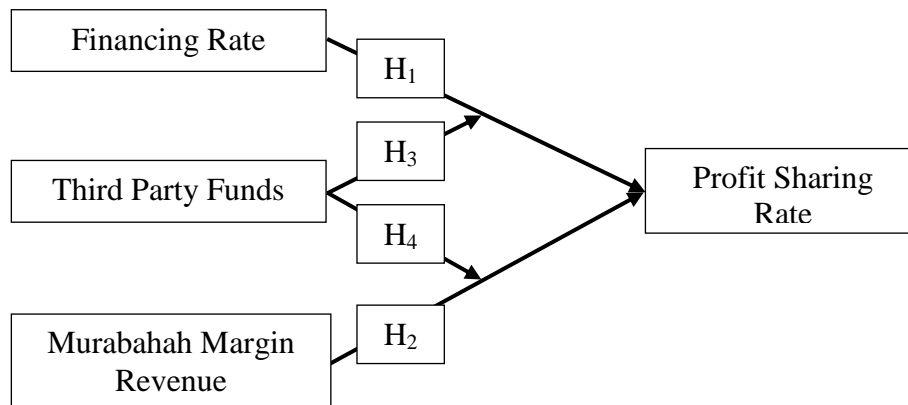 Financing Rate
H₁
H₃
Third Party Funds
Profit Sharing
Rate
H₄
H₂
Murabahah Margin
Revenue